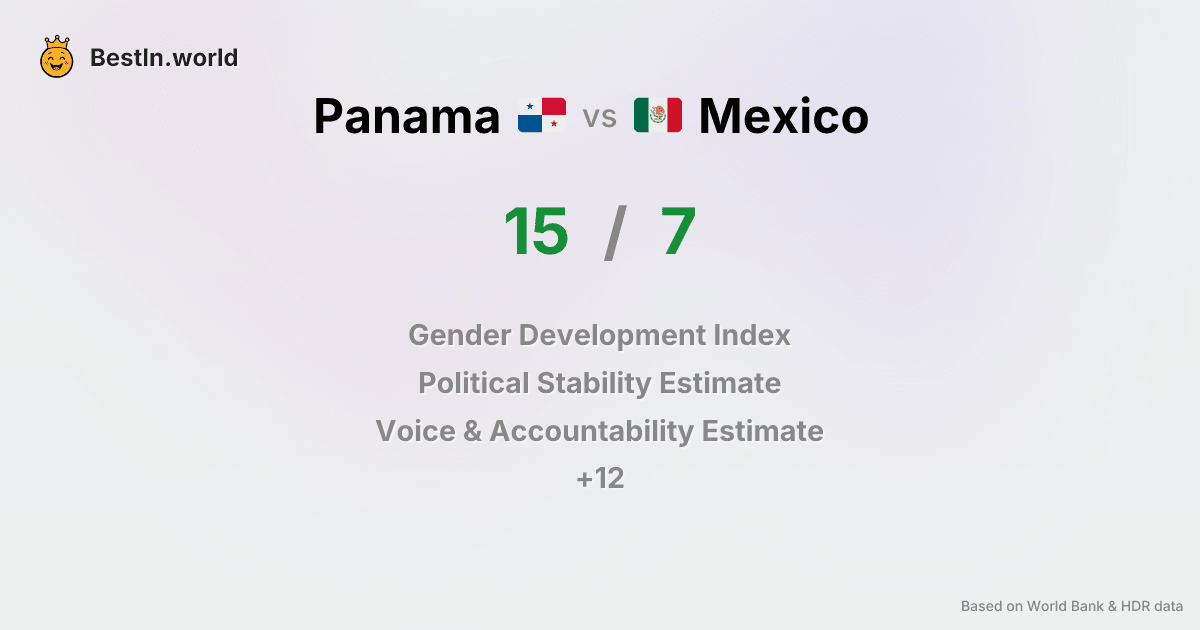 BestIn.world
Panama vs Mexico
15 / 7
Gender Development Index
Political Stability Estimate
Voice & Accountability Estimate
+12
Based on World Bank & HDR data